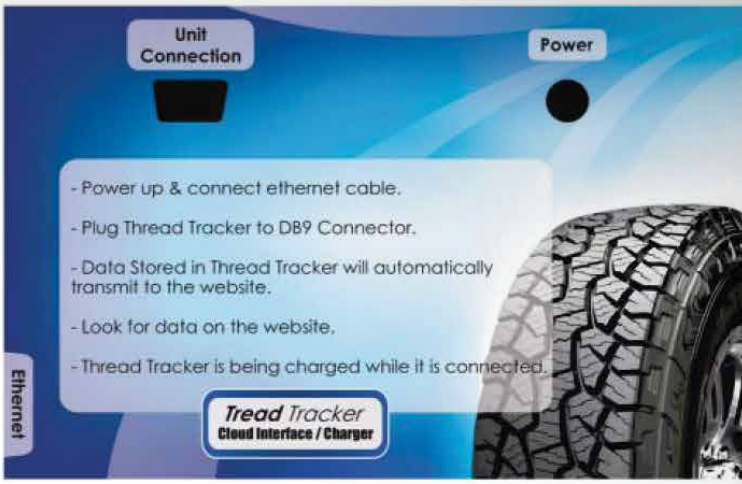 Unit
Connection
Power
- Power up & connect ethernet cable.
- Plug Thread Tracker to DB9 Connector.
- Data Stored in Thread Tracker will automatically
transmit to the website.
- Look for data on the website.
- Thread Tracker is being charged while it is connected.
Ethernet
Tread Tracker
Cloud Interface / Charger